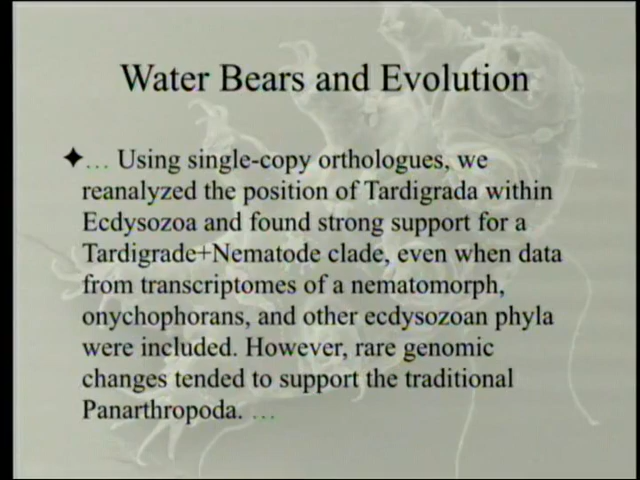 Water Bears and Evolution
✦… Using single-copy orthologues, we
reanalyzed the position of Tardigrada within
Ecdysozoa and found strong support for a
Tardigrade+Nematode clade, even when data
from transcriptomes of a nematomorph,
onychophorans, and other ecdysozoan phyla
were included. However, rare genomic
changes tended to support the traditional
Panarthropoda. …